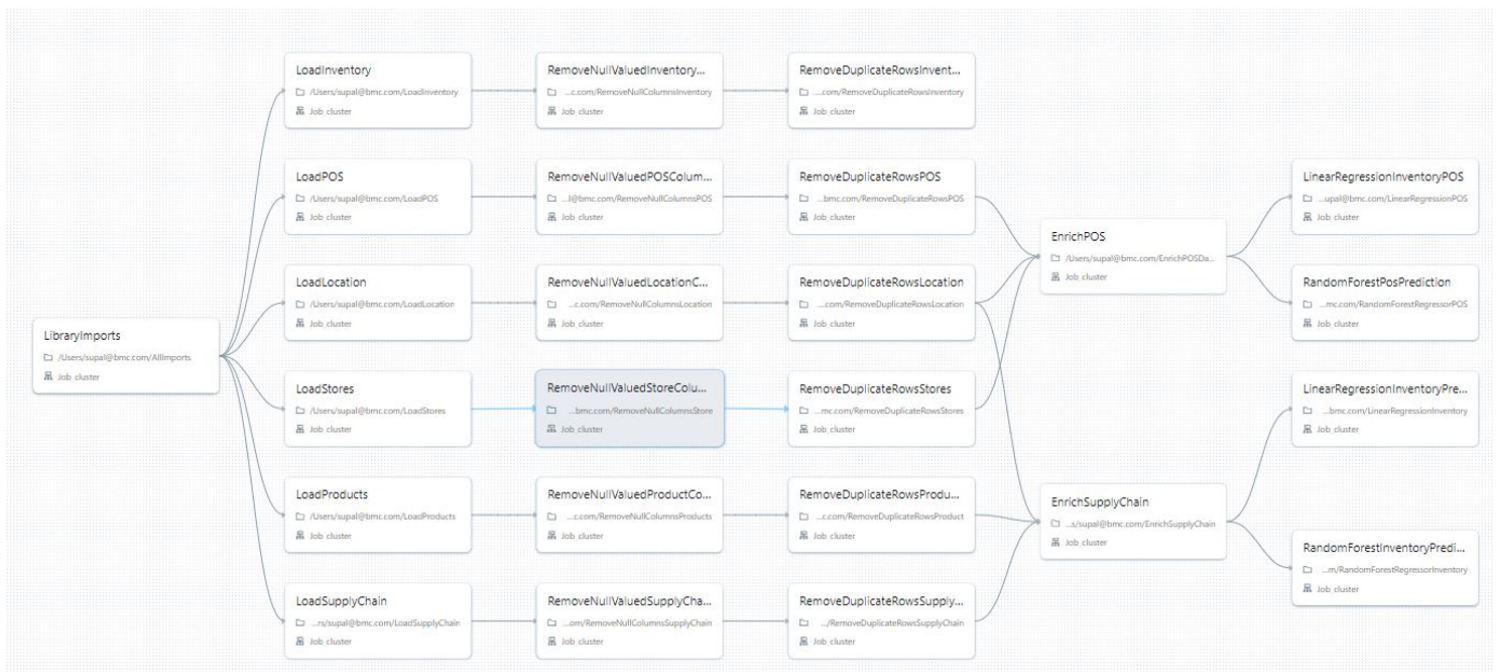 LibraryImports
/Users/supal@bmc.com/AllImports
Job cluster
LoadInventory
/Users/supal@bmc.com/LoadInventory
Job cluster
RemoveNullValuedInventory...
...c.com/RemoveNullColumnsInventory
Job cluster
RemoveDuplicateRowsInvent...
...com/RemoveDuplicateRowsInventory
Job cluster
LoadPOS
/Users/supal@bmc.com/LoadPOS
Job cluster
RemoveNullValuedPOSColum...
...l@bmc.com/RemoveNullColumnsPOS
Job cluster
RemoveDuplicateRowsPOS
...bmc.com/RemoveDuplicateRowsPOS
Job cluster
LoadLocation
/Users/supal@bmc.com/LoadLocation
Job cluster
RemoveNullValuedLocationC...
...c.com/RemoveNullColumnsLocation
Job cluster
RemoveDuplicateRowsLocation
...com/RemoveDuplicateRowsLocation
Job cluster
LoadStores
/Users/supal@bmc.com/LoadStores
Job cluster
RemoveNullValuedStoreColu...
...bmc.com/RemoveNullColumnsStore
Job cluster
RemoveDuplicateRowsStores
...mc.com/RemoveDuplicateRowsStores
Job cluster
LoadProducts
/Users/supal@bmc.com/LoadProducts
Job cluster
RemoveNullValuedProductCo...
...c.com/RemoveNullColumnsProducts
Job cluster
RemoveDuplicateRowsProdu...
...c.com/RemoveDuplicateRowsProduct
Job cluster
LoadSupplyChain
...rs/supal@bmc.com/LoadSupplyChain
Job cluster
RemoveNullValuedSupplyCha...
...om/RemoveNullColumnsSupplyChain
Job cluster
RemoveDuplicateRowsSupply...
.../RemoveDuplicateRowsSupplyChain
Job cluster
EnrichPOS
/Users/supal@bmc.com/EnrichPOSDa...
Job cluster
EnrichSupplyChain
...s/supal@bmc.com/EnrichSupplyChain
Job cluster
LinearRegressionInventoryPOS
...upal@bmc.com/LinearRegressionPOS
Job cluster
RandomForestPosPrediction
...mc.com/RandomForestRegressorPOS
Job cluster
LinearRegressionInventoryPre...
...bmc.com/LinearRegressionInventory
Job cluster
RandomForestInventoryPredi...
...m/RandomForestRegressorInventory
Job cluster